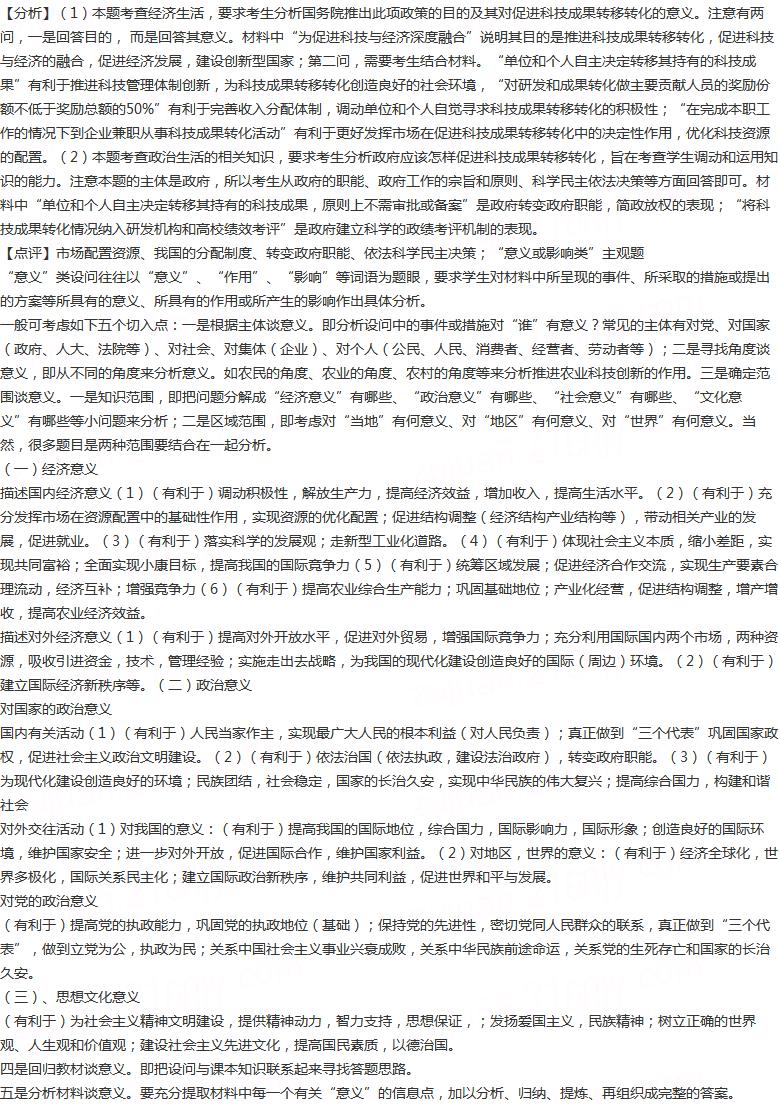 【分析】（1）本题考查经济生活，要求考生分析国务院推出此项政策的目的及其对促进科技成果转移转化的意义。注意有两
问，一是回答目的， 而是回答其意义。材料中“为促进科技与经济深度融合”说明其目的是推进科技成果转移转化，促进科技
与经济的融合，促进经济发展，建设创新型国家；第二问，需要考生结合材料。“单位和个人自主决定转移其持有的科技成
果”有利于推进科技管理体制创新，为科技成果转移转化创造良好的社会环境，“对研发和成果转化做主要贡献人员的奖励份
额不低于奖励总额的50%”有利于完善收入分配体制，调动单位和个人自觉寻求科技成果转移转化的积极性；“在完成本职工
作的情况下到企业兼职从事科技成果转化活动”有利于更好发挥市场在促进科技成果转移转化中的决定性作用，优化科技资源
的配置。（2）本题考查政治生活的相关知识，要求考生分析政府应该怎样促进科技成果转移转化，旨在考查学生调动和运用知
识的能力。注意本题的主体是政府，所以考生从政府的职能、政府工作的宗旨和原则、科学民主依法决策等方面回答即可。材
料中“单位和个人自主决定转移其持有的科技成果，原则上不需审批或备案”是政府转变政府职能，简政放权的表现；“将科
技成果转化情况纳入研发机构和高校绩效考评”是政府建立科学的政绩考评机制的表现。
【点评】市场配置资源、我国的分配制度、转变政府职能、依法科学民主决策；“意义或影响类”主观题
“意义”类设问往往以“意义”、“作用”、“影响”等词语为题眼，要求学生对材料中所呈现的事件、所采取的措施或提出
的方案等所具有的意义、所具有的作用或所产生的影响作出具体分析。
一般可考虑如下五个切入点：一是根据主体谈意义。即分析设问中的事件或措施对“谁”有意义？常见的主体有对党、对国家
（政府、人大、法院等）、对社会、对集体（企业）、对个人（公民、人民、消费者、经营者、劳动者等）；二是寻找角度谈
意义，即从不同的角度来分析意义。如农民的角度、农业的角度、农村的角度等来分析推进农业科技创新的作用。三是确定范
围谈意义。一是知识范围，即把问题分解成“经济意义”有哪些、“政治意义”有哪些、“社会意义”有哪些、“文化意
义”有哪些等小问题来分析；二是区域范围，即考虑对“当地”有何意义、对“地区”有何意义、对“世界”有何意义。当
然，很多题目是两种范围要结合在一起分析。
（一）经济意义
描述国内经济意义（1）（有利于）调动积极性，解放生产力，提高经济效益，增加收入，提高生活水平。（2）（有利于）充
分发挥市场在资源配置中的基础性作用，实现资源的优化配置；促进结构调整（经济结构产业结构等），带动相关产业的发
展，促进就业。（3）（有利于）落实科学的发展观；走新型工业化道路。（4）（有利于）体现社会主义本质，缩小差距，实
现共同富裕；全面实现小康目标，提高我国的国际竞争力（5）（有利于）统筹区域发展；促进经济合作交流，实现生产要素合
理流动，经济互补；增强竞争力（6）（有利于）提高农业综合生产能力；巩固基础地位；产业化经营，促进结构调整，增产增
收，提高农业经济效益。
描述对外经济意义（1）（有利于）提高对外开放水平，促进对外贸易，增强国际竞争力；充分利用国际国内两个市场，两种资
源，吸收引进资金，技术，管理经验；实施走出去战略，为我国的现代化建设创造良好的国际（周边）环境。（2）（有利于）
建立国际经济新秩序等。（二）政治意义
对国家的政治意义
国内有关活动（1）（有利于）人民当家作主，实现最广大人民的根本利益（对人民负责）；真正做到“三个代表”巩固国家政
权，促进社会主义政治文明建设。（2）（有利于）依法治国（依法执政，建设法治政府），转变政府职能。（3）（有利于）
为现代化建设创造良好的环境；民族团结，社会稳定，国家的长治久安，实现中华民族的伟大复兴；提高综合国力，构建和谐
社会
对外交往活动（1）对我国的意义：（有利于）提高我国的国际地位，综合国力，国际影响力，国际形象；创造良好的国际环
境，维护国家安全；进一步对外开放，促进国际合作，维护国家利益。（2）对地区，世界的意义：（有利于）经济全球化，世
界多极化，国际关系民主化；建立国际政治新秩序，维护共同利益，促进世界和平与发展。
对党的政治意义
（有利于）提高党的执政能力，巩固党的执政地位（基础）；保持党的先进性，密切党同人民群众的联系，真正做到“三个代
表”，做到立党为公，执政为民；关系中国社会主义事业兴衰成败，关系中华民族前途命运，关系党的生死存亡和国家的长治
久安。
（三）、思想文化意义
（有利于）为社会主义精神文明建设，提供精神动力，智力支持，思想保证，；发扬爱国主义，民族精神；树立正确的世界
观、人生观和价值观；建设社会主义先进文化，提高国民素质，以德治国。
四是回归教材谈意义。即把设问与课本知识联系起来寻找答题思路。
五是分析材料谈意义。要充分提取材料中每一个有关“意义”的信息点，加以分析、归纳、提炼、再组织成完整的答案。